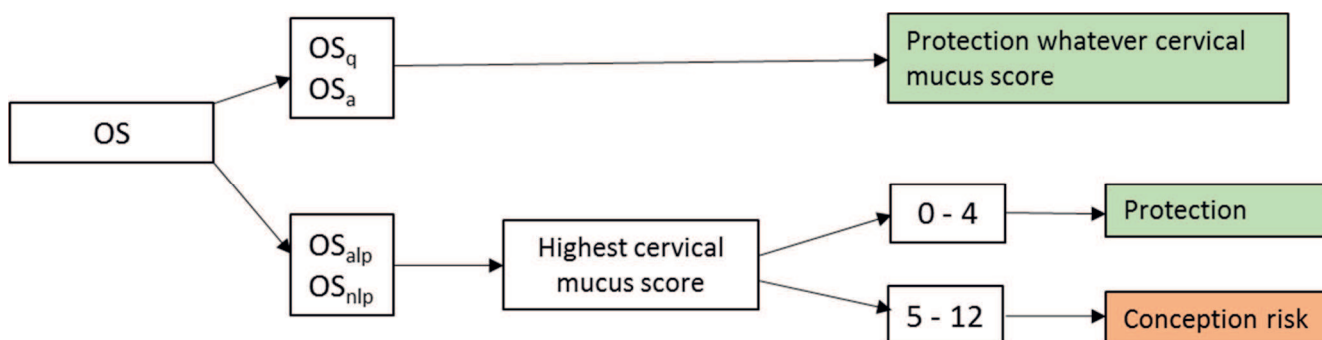 OS
OSq
OSa
Protection whatever cervical
mucus score
OSalp
OSnlp
Highest cervical
mucus score
0 - 4
Protection
5 - 12
Conception risk